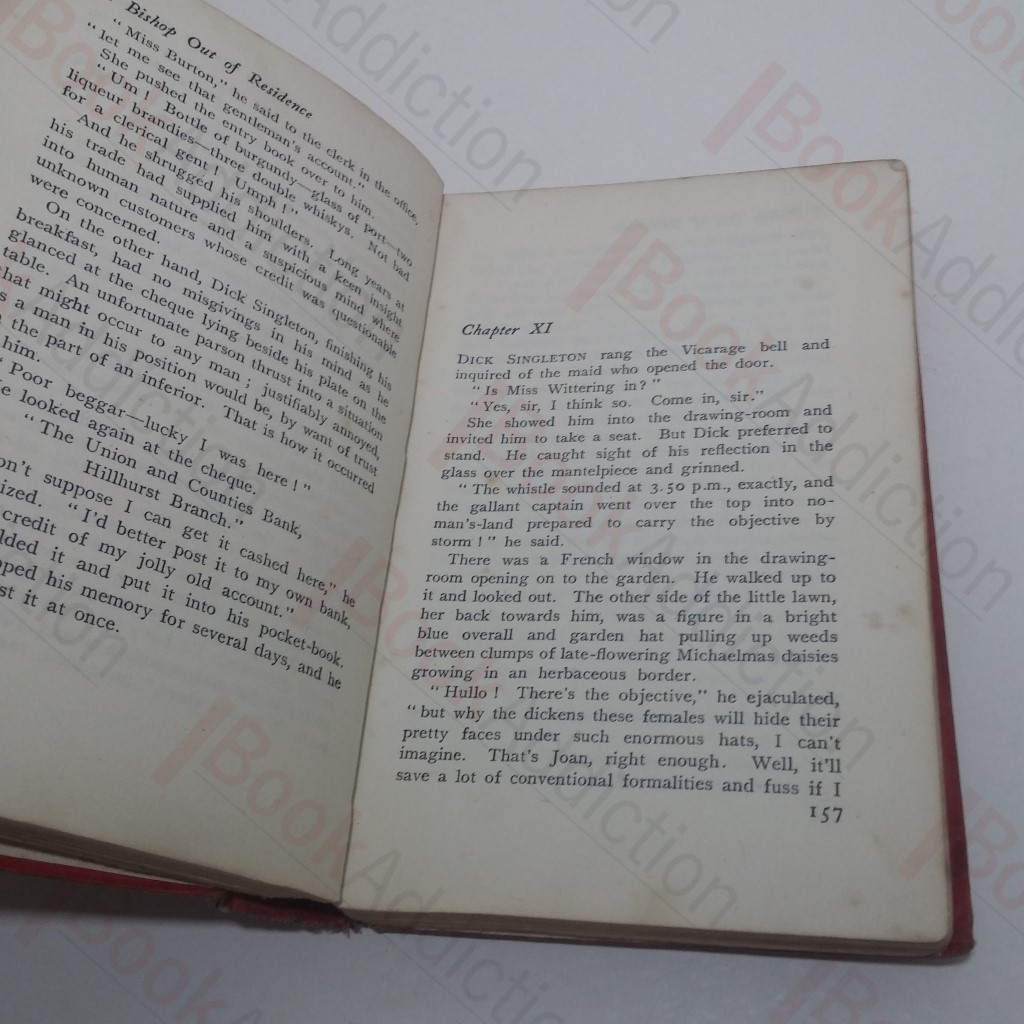 Bishop Out of Residence
" Miss Burton," he said to the clerk in the office,
" let me see that gentleman's account."
She pushed the entry book over to him.
" Um ! Bottle of burgundy—glass of port—two
liqueur brandies—three double whiskys. Not bad
for a clerical gent ! Umph ! "
And he shrugged his shoulders. Long years at
his trade had supplied him with a keen insight
into human nature and a suspicious mind where
unknown customers whose credit was questionable
were concerned.
On the other hand, Dick Singleton, finishing his
breakfast, had no misgivings in his mind as he
glanced at the cheque lying beside his plate on the
table. An unfortunate parson thrust into a situation
that might occur to any man ; justifiably annoyed,
a man in his position would be, by want of trust
the part of an inferior. That is how it occurred
him.
" Poor beggar—lucky I was here ! "
He looked again at the cheque.
" The Union and Counties Bank,
Hillhurst Branch."
suppose I can get it cashed here," he
" I'd better post it to my own bank,
credit of my jolly old account."
it and put it into his pocket-book.
his memory for several days, and he
it at once.
Chapter XI
DICK SINGLETON rang the Vicarage bell and
inquired of the maid who opened the door.
" Is Miss Wittering in ? "
" Yes, sir, I think so. Come in, sir."
She showed him into the drawing-room and
invited him to take a seat. But Dick preferred to
stand. He caught sight of his reflection in the
glass over the mantelpiece and grinned.
" The whistle sounded at 3.50 p.m., exactly, and
the gallant captain went over the top into no-
man's-land prepared to carry the objective by
storm ! " he said.
There was a French window in the drawing-
room opening on to the garden. He walked up to
it and looked out. The other side of the little lawn,
her back towards him, was a figure in a bright
blue overall and garden hat pulling up weeds
between clumps of late-flowering Michaelmas daisies
growing in an herbaceous border.
" Hullo ! There's the objective," he ejaculated,
" but why the dickens these females will hide their
pretty faces under such enormous hats, I can't
imagine. That's Joan, right enough. Well, it'll
save a lot of conventional formalities and fuss if I
157
BookAddiction